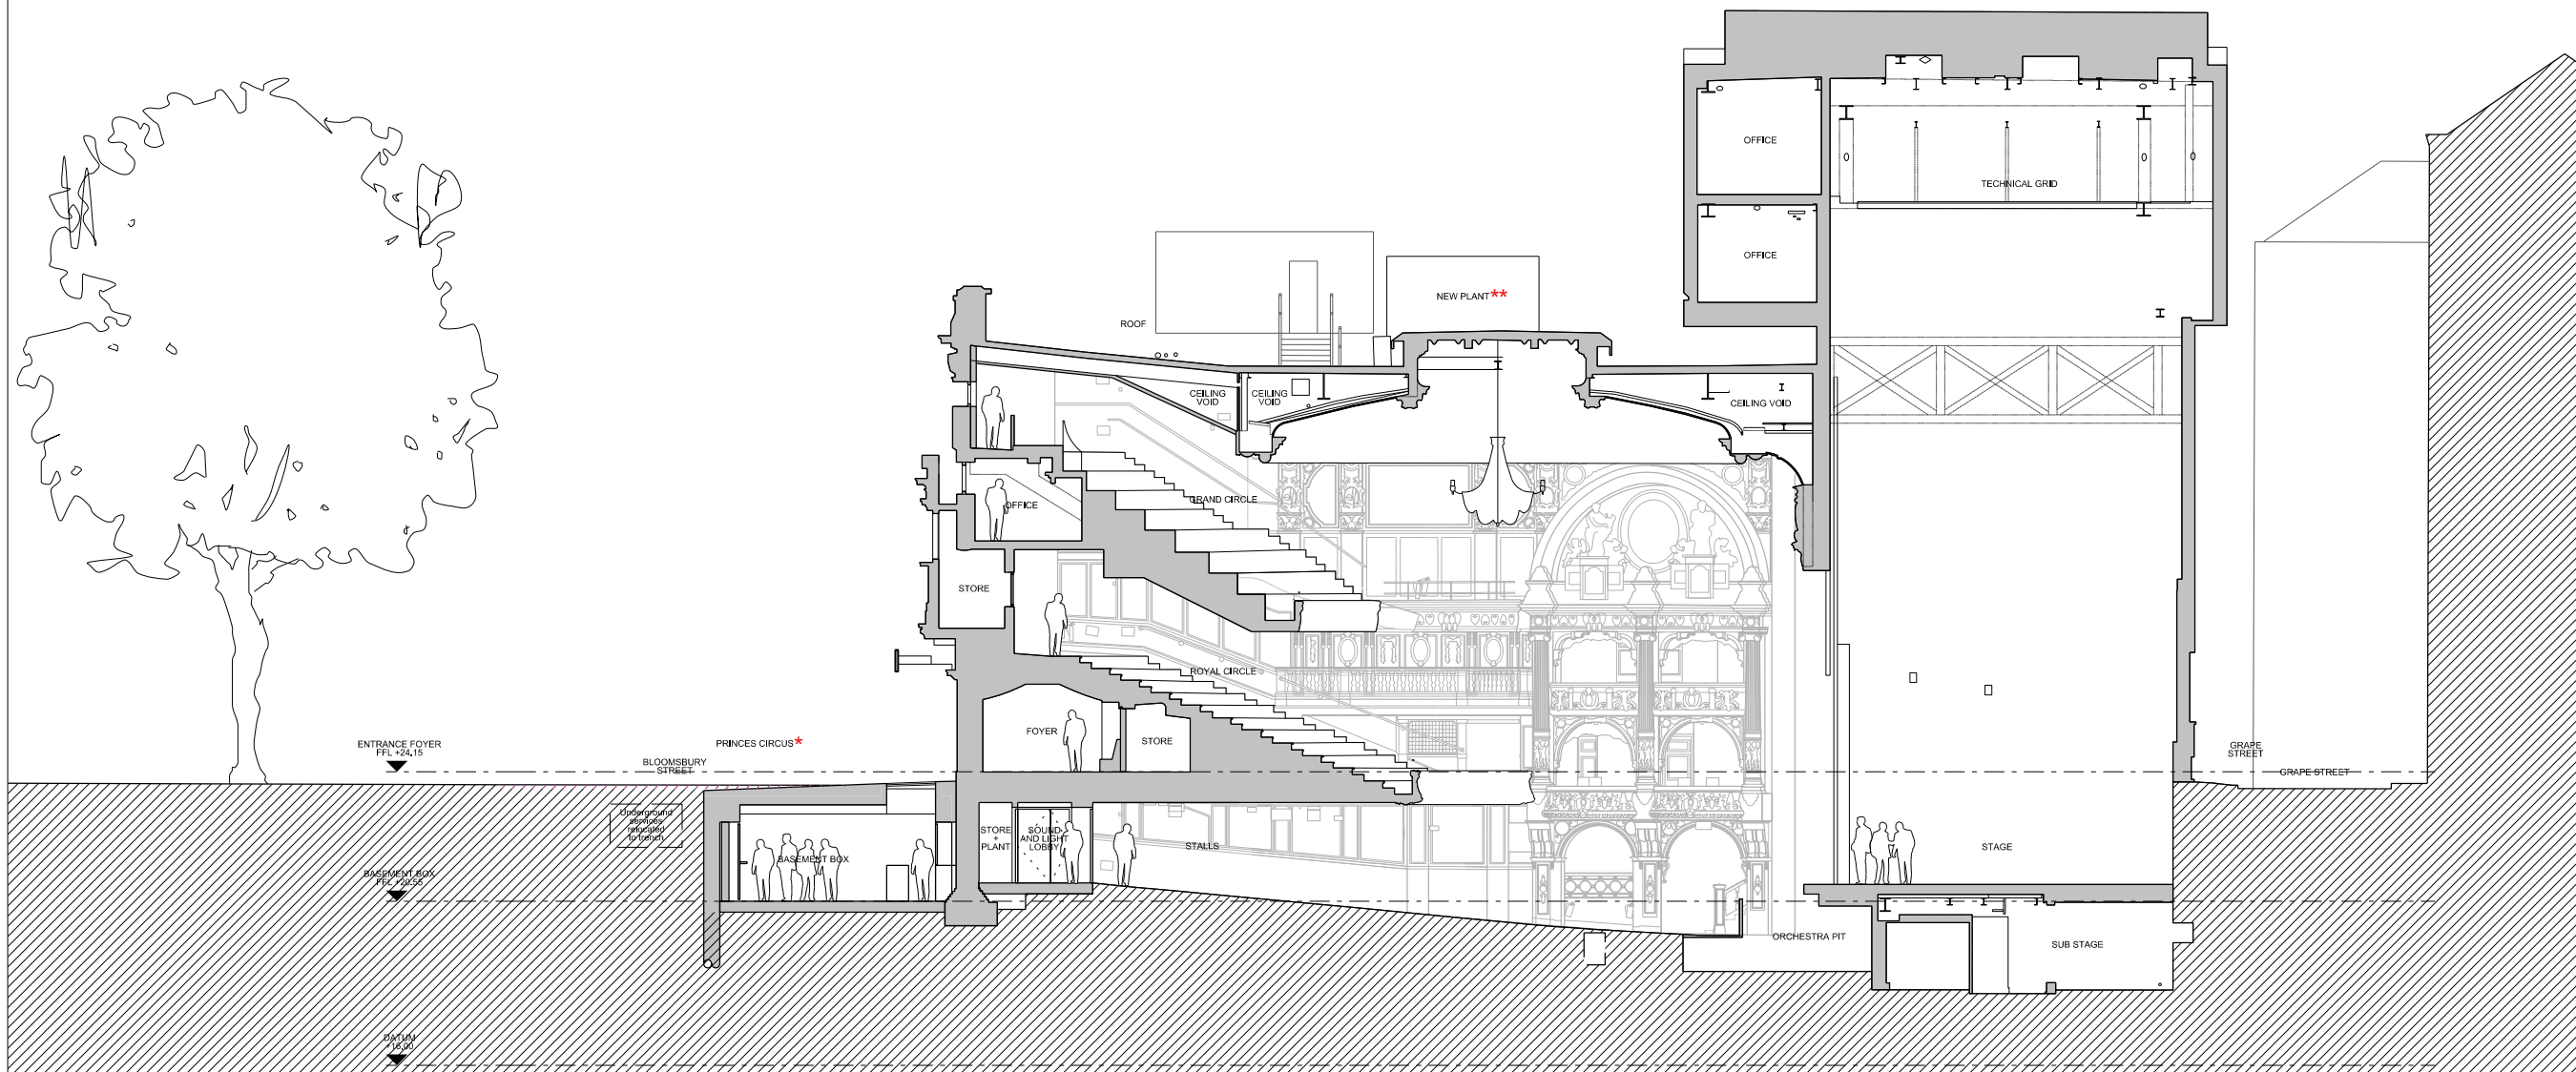 OFFICE
TECHNICAL GRID
OFFICE
NEW PLANT**
ROOF
CEILING
VOID
CEILING
VOID
CEILING VOID
GRAND CIRCLE
OFFICE
STORE
ROYAL CIRCLE
FOYER
STORE
ENTRANCE FOYER
FFL +24.15
PRINCES CIRCUS*
BLOOMSBURY
STREET
GRAPE
STREET
GRAPE STREET
Underground
services
relocated
to trench
STORE
+
PLANT
SOUND
AND LIGHT
LOBBY
STALLS
STAGE
BASEMENT BOX
BASEMENT BOX
FFL +20.55
ORCHESTRA PIT
SUB STAGE
DATUM
+16.00